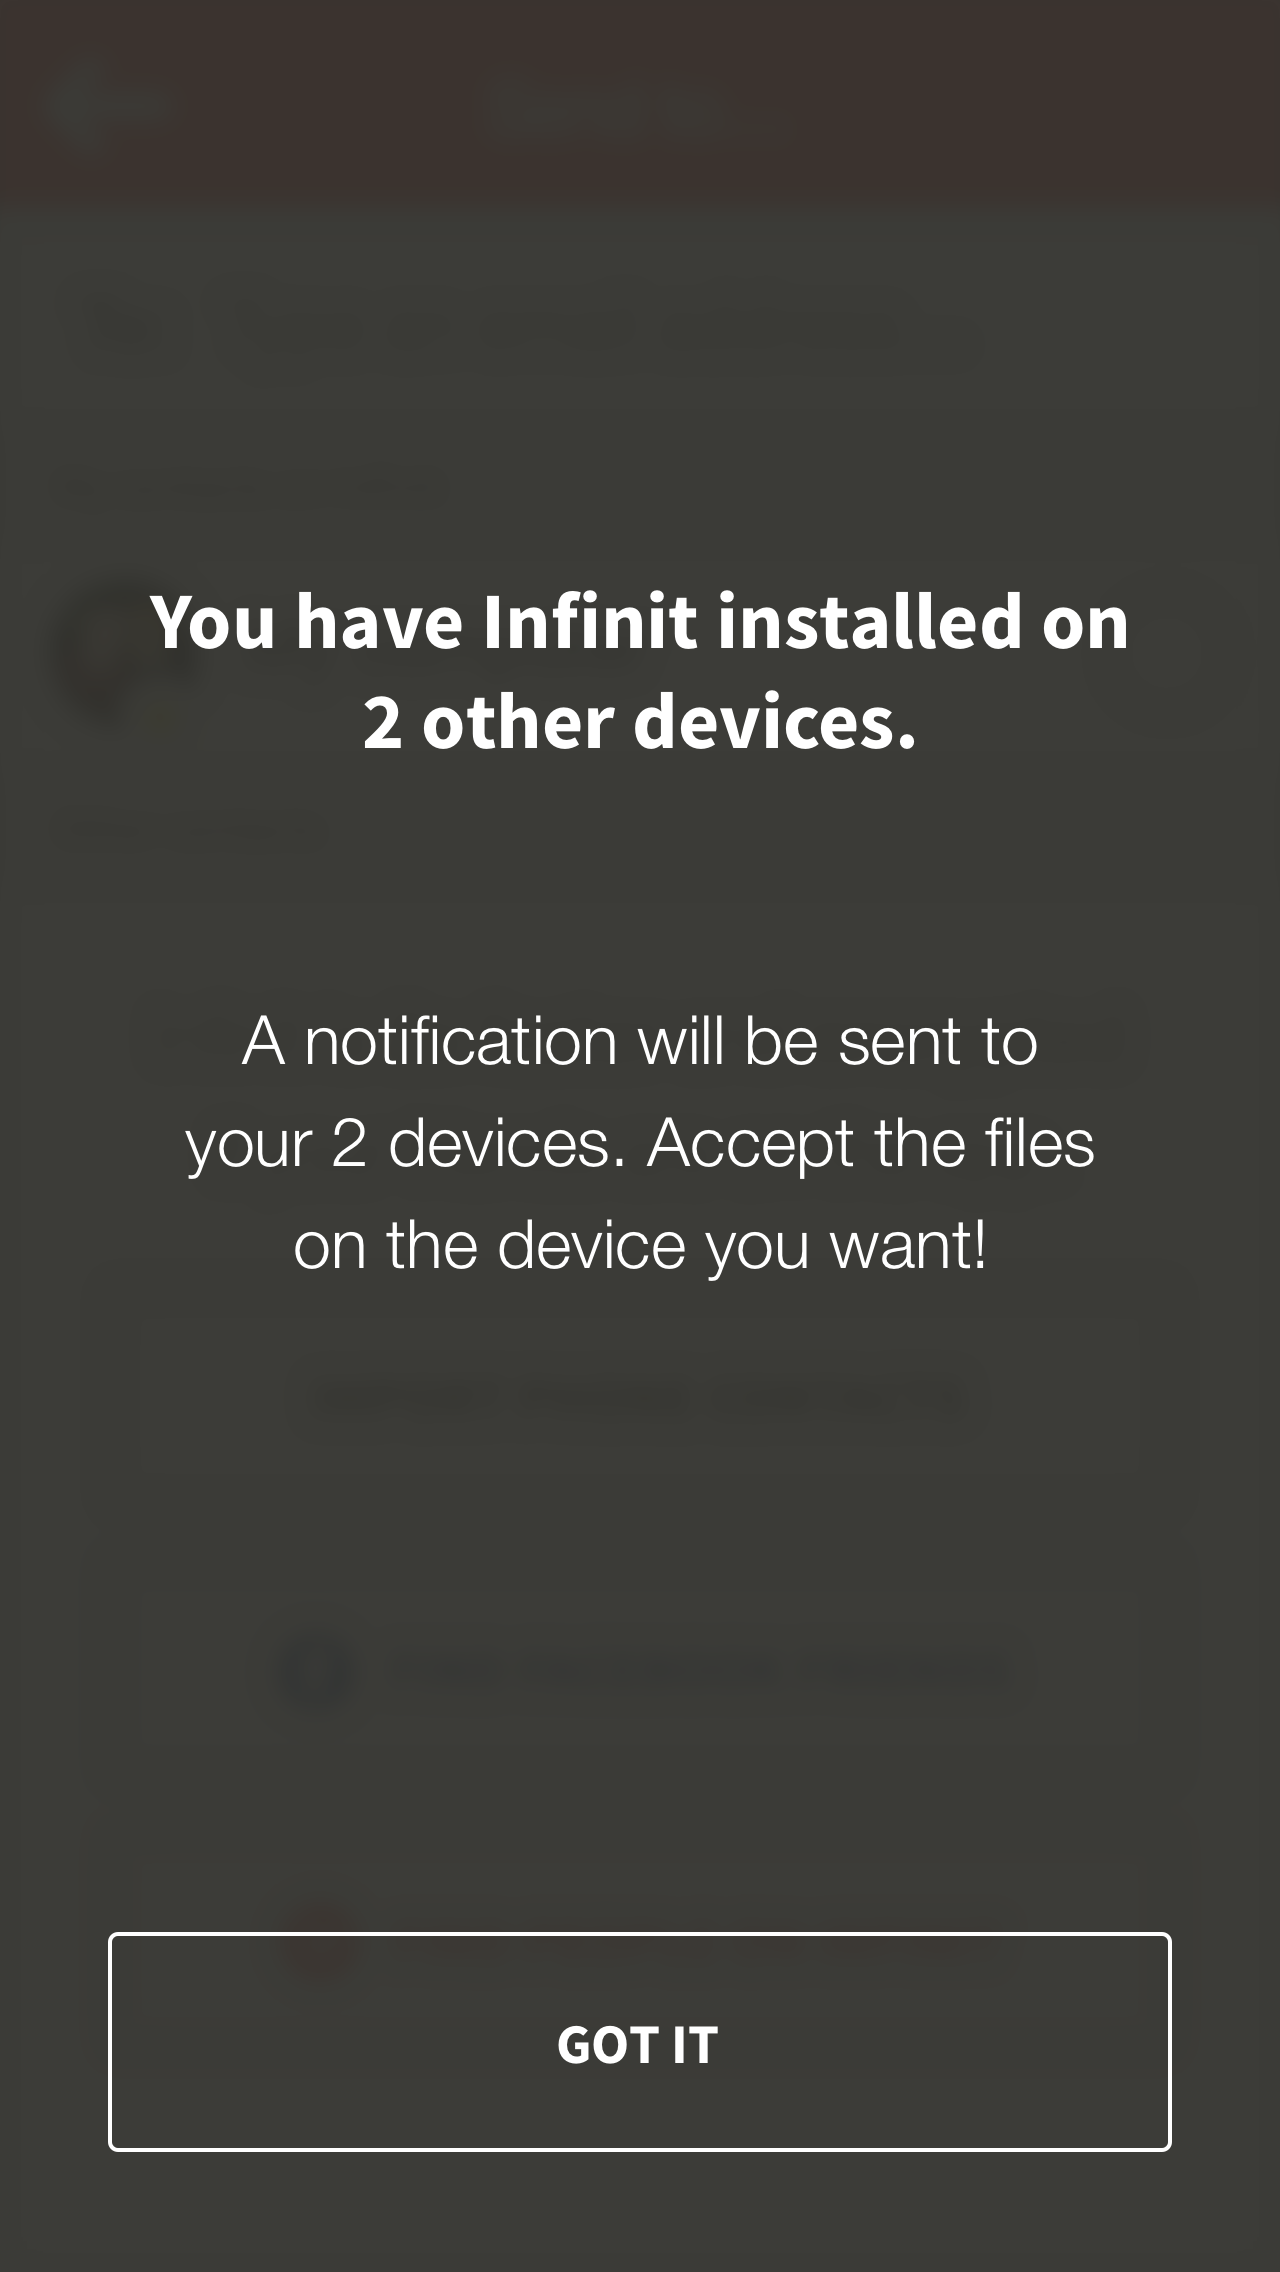 You have Infinit installed on
2 other devices.
A notification will be sent to
your 2 devices. Accept the files
on the device you want!
GOT IT